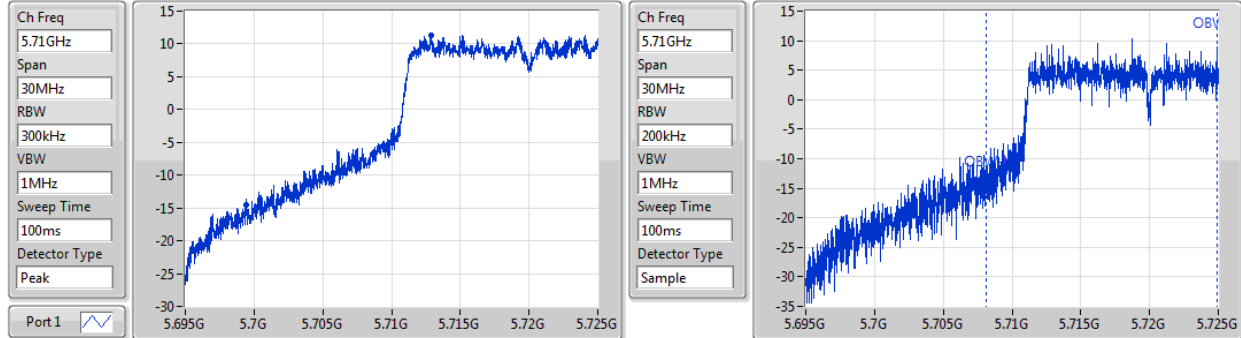 Ch Freq
5.71GHz
Span
30MHz
RBW
300kHz
VBW
1MHz
Sweep Time
100ms
Detector Type
Peak
Port 1
15
10
5
0
-5
-10
-15
-20
-25
-30
5.695G 5.7G 5.705G 5.71G 5.715G 5.72G 5.725G
Ch Freq
5.71GHz
Span
30MHz
RBW
200kHz
VBW
1MHz
Sweep Time
100ms
Detector Type
Sample
15
10
5
0
-5
-10
-15
-20
-25
-30
-35
5.695G 5.7G 5.705G 5.71G 5.715G 5.72G 5.725G